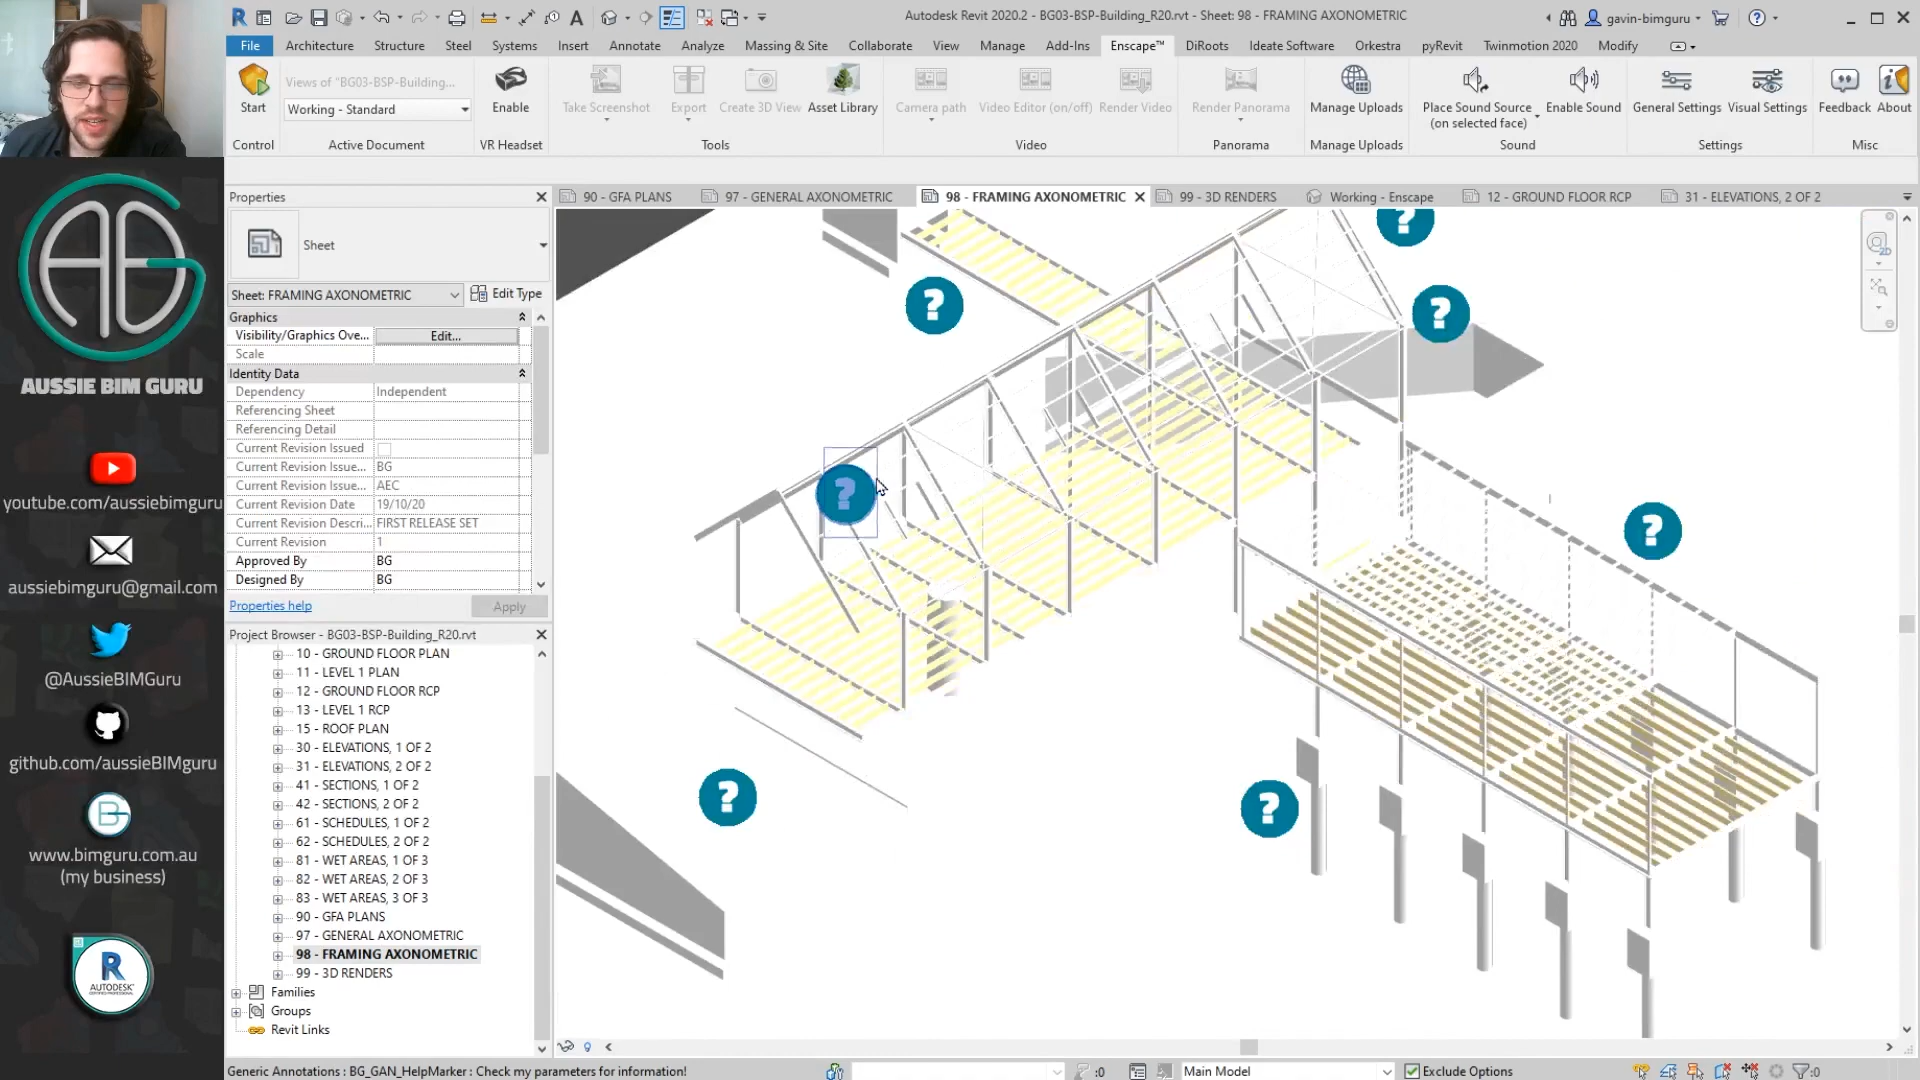 Autodesk Revit 2020.2 - BG03-BSP-Building_R20.rvt - Sheet: 98 - FRAMING AXONOMETRIC
gavin-bimguru
File
Architecture
Structure
Steel
Systems
Insert
Annotate
Analyze
Massing & Site
Collaborate
View
Manage
Add-Ins
Enscape™
DiRoots
Ideate Software
Orkestra
pyRevit
Twinmotion 2020
Modify
Start
Views of "BG03-BSP-Building...
Working - Standard
Enable
Take Screenshot
Export
Create 3D View
Asset Library
Camera path
Video Editor (on/off)
Render Video
Render Panorama
Manage Uploads
Place Sound Source
(on selected face)
Enable Sound
General Settings
Visual Settings
Feedback
About
Control
Active Document
VR Headset
Tools
Video
Panorama
Manage Uploads
Sound
Settings
Misc
Properties
90 - GFA PLANS
97 - GENERAL AXONOMETRIC
98 - FRAMING AXONOMETRIC
99 - 3D RENDERS
Working - Enscape
12 - GROUND FLOOR RCP
31 - ELEVATIONS, 2 OF 2
Sheet
Sheet: FRAMING AXONOMETRIC
Edit Type
Graphics
Visibility/Graphics Ove...
Edit...
Scale
Identity Data
Dependency
Independent
Referencing Sheet
Referencing Detail
Current Revision Issued
Current Revision Issue...
BG
Current Revision Issue...
AEC
Current Revision Date
19/10/20
Current Revision Descri...
FIRST RELEASE SET
Current Revision
1
Approved By
BG
Designed By
BG
Properties help
Apply
Project Browser - BG03-BSP-Building_R20.rvt
10 - GROUND FLOOR PLAN
11 - LEVEL 1 PLAN
12 - GROUND FLOOR RCP
13 - LEVEL 1 RCP
15 - ROOF PLAN
30 - ELEVATIONS, 1 OF 2
31 - ELEVATIONS, 2 OF 2
41 - SECTIONS, 1 OF 2
42 - SECTIONS, 2 OF 2
61 - SCHEDULES, 1 OF 2
62 - SCHEDULES, 2 OF 2
81 - WET AREAS, 1 OF 3
82 - WET AREAS, 2 OF 3
83 - WET AREAS, 3 OF 3
90 - GFA PLANS
97 - GENERAL AXONOMETRIC
98 - FRAMING AXONOMETRIC
99 - 3D RENDERS
Families
Groups
Revit Links
Generic Annotations : BG_GAN_HelpMarker : Check my parameters for information!
:0
Main Model
Exclude Options
:0
?
?
?
?
?
?
?
2D
ABG
AUSSIE BIM GURU
youtube.com/aussiebimguru
aussiebimguru@gmail.com
@AussieBIMGuru
github.com/aussieBIMguru
www.bimguru.com.au
(my business)
R
AUTODESK